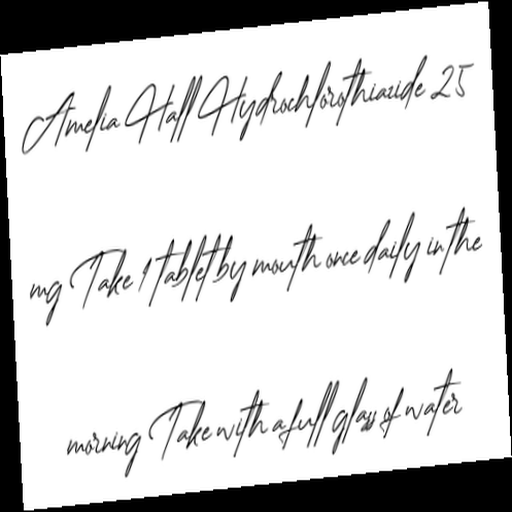 Amelia Hall Hydrochlorothiazide 25
mg Take 1 tablet by mouth once daily in the
morning Take with a full glass of water